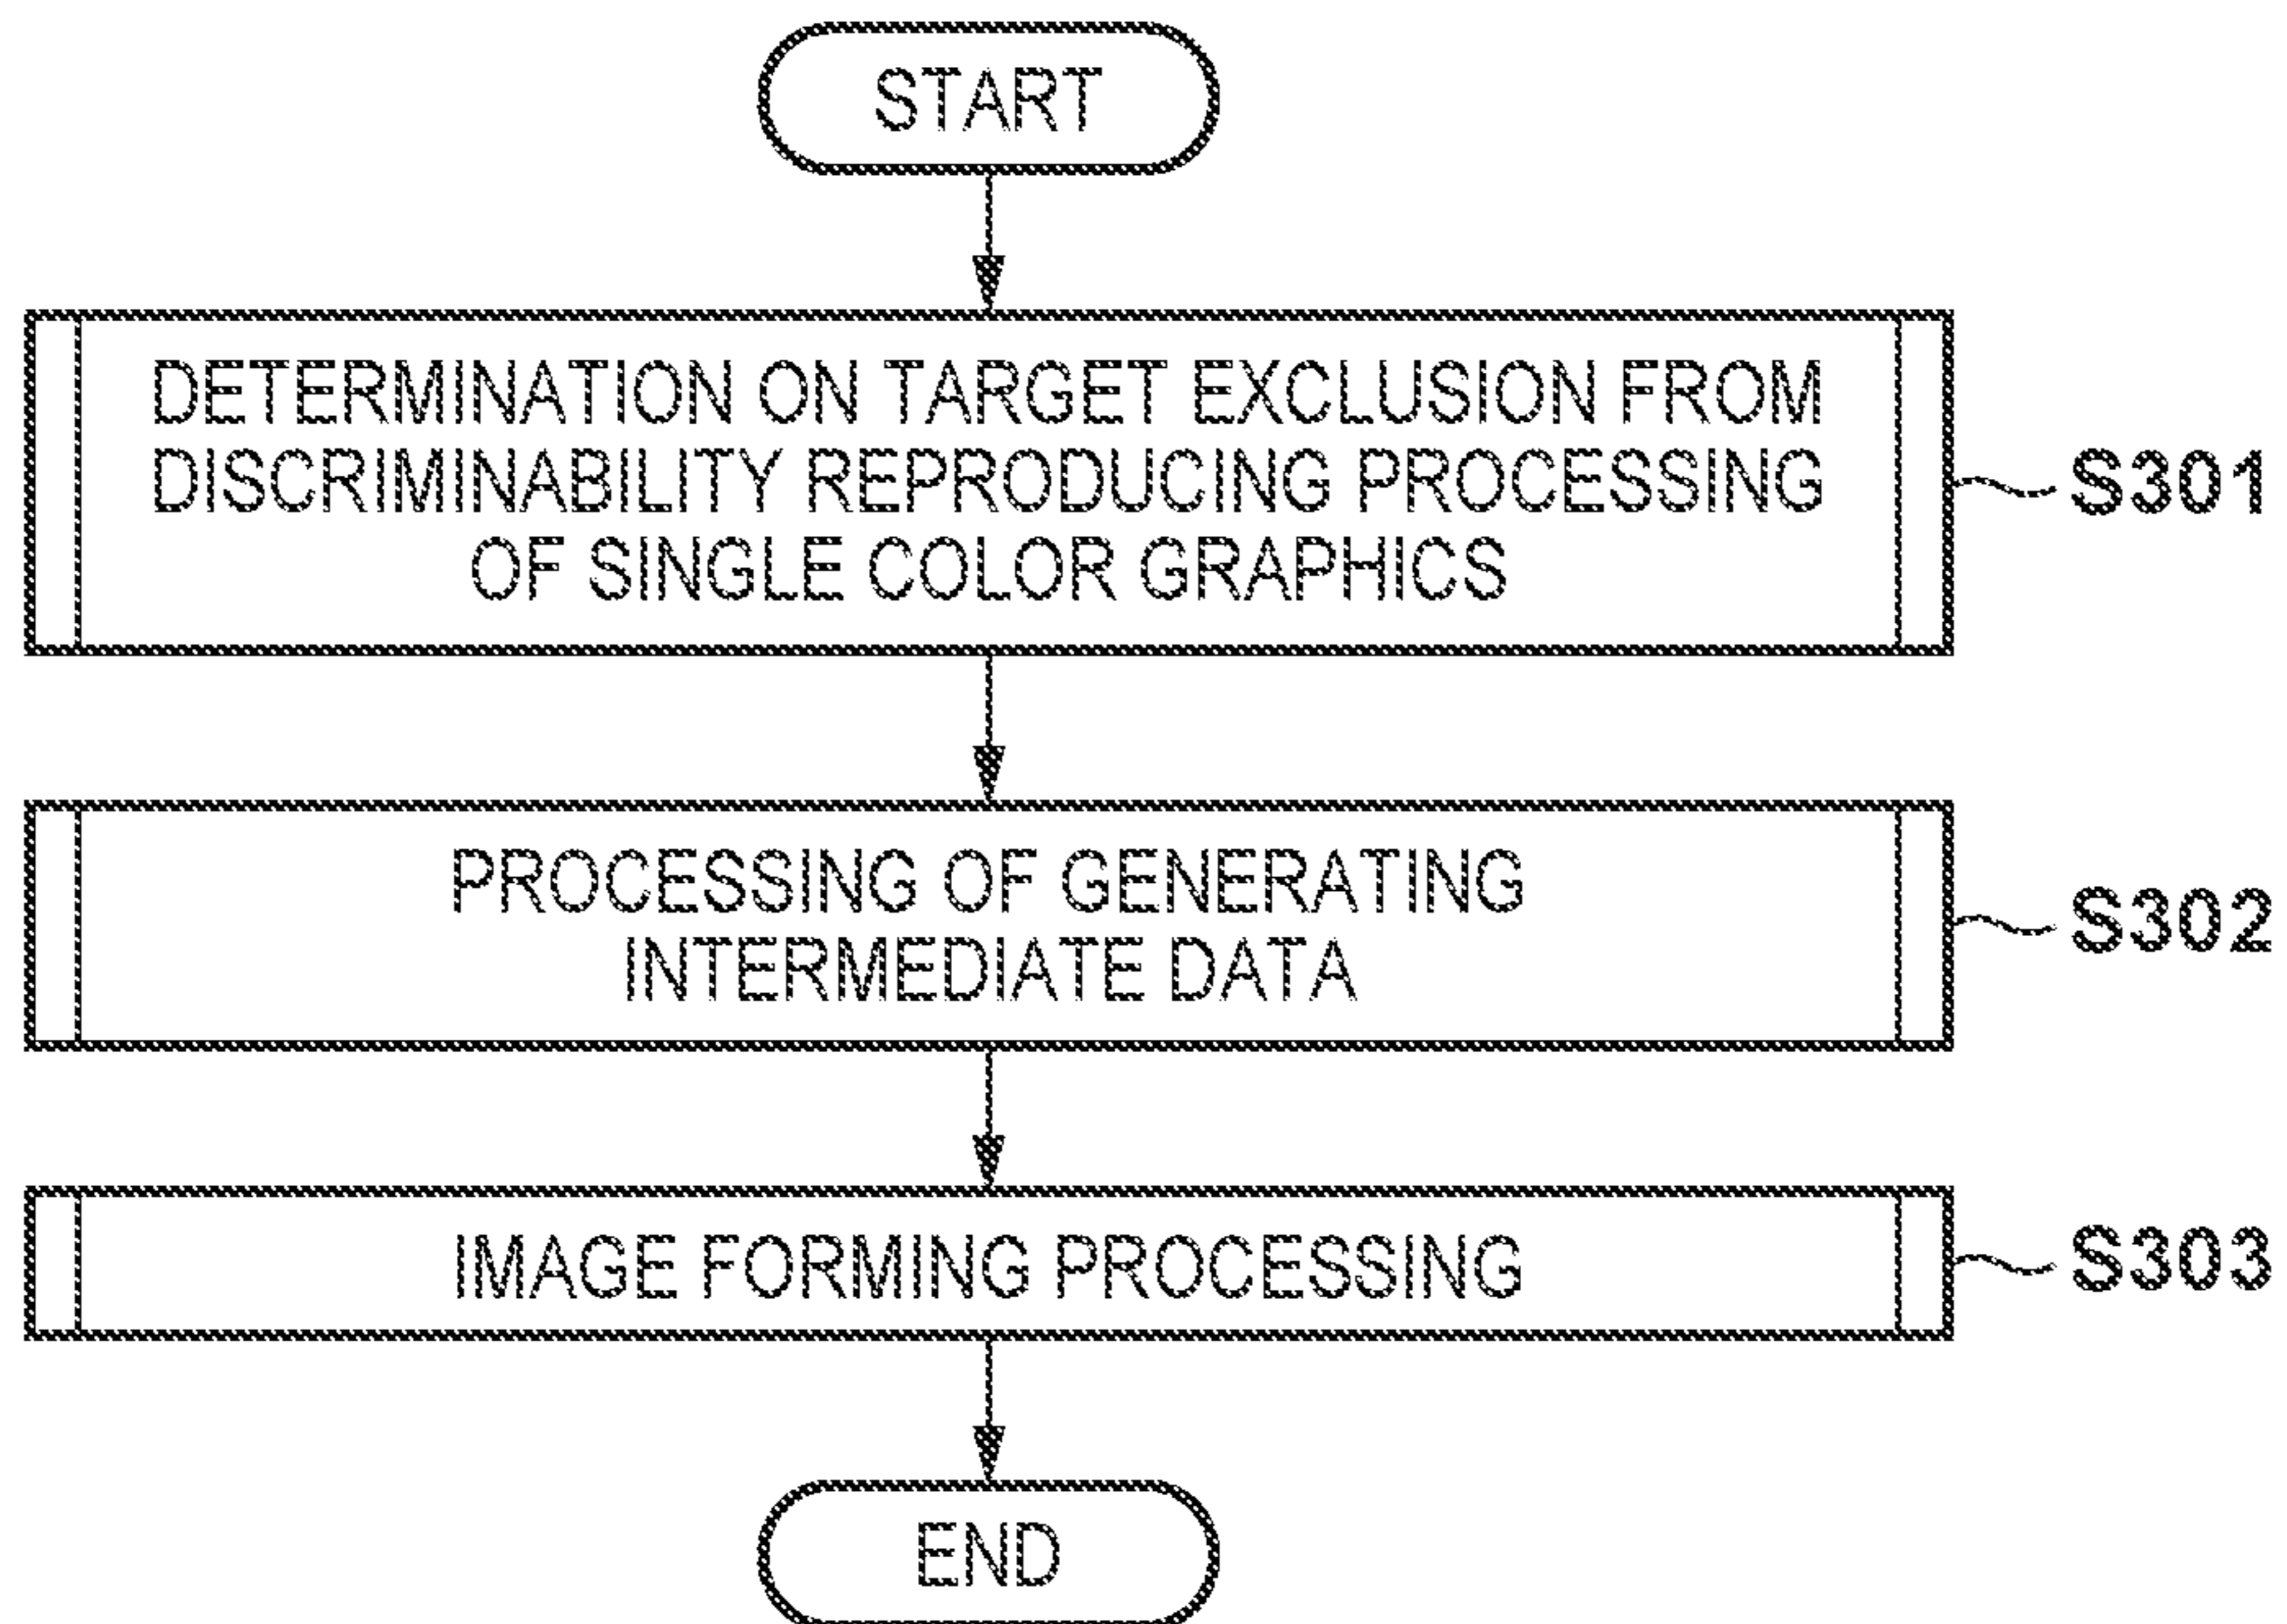 START
DETERMINATION ON TARGET EXCLUSION FROM
DISCRIMINABILITY REPRODUCING PROCESSING
OF SINGLE COLOR GRAPHICS
S301
PROCESSING OF GENERATING
INTERMEDIATE DATA
S302
IMAGE FORMING PROCESSING
S303
END